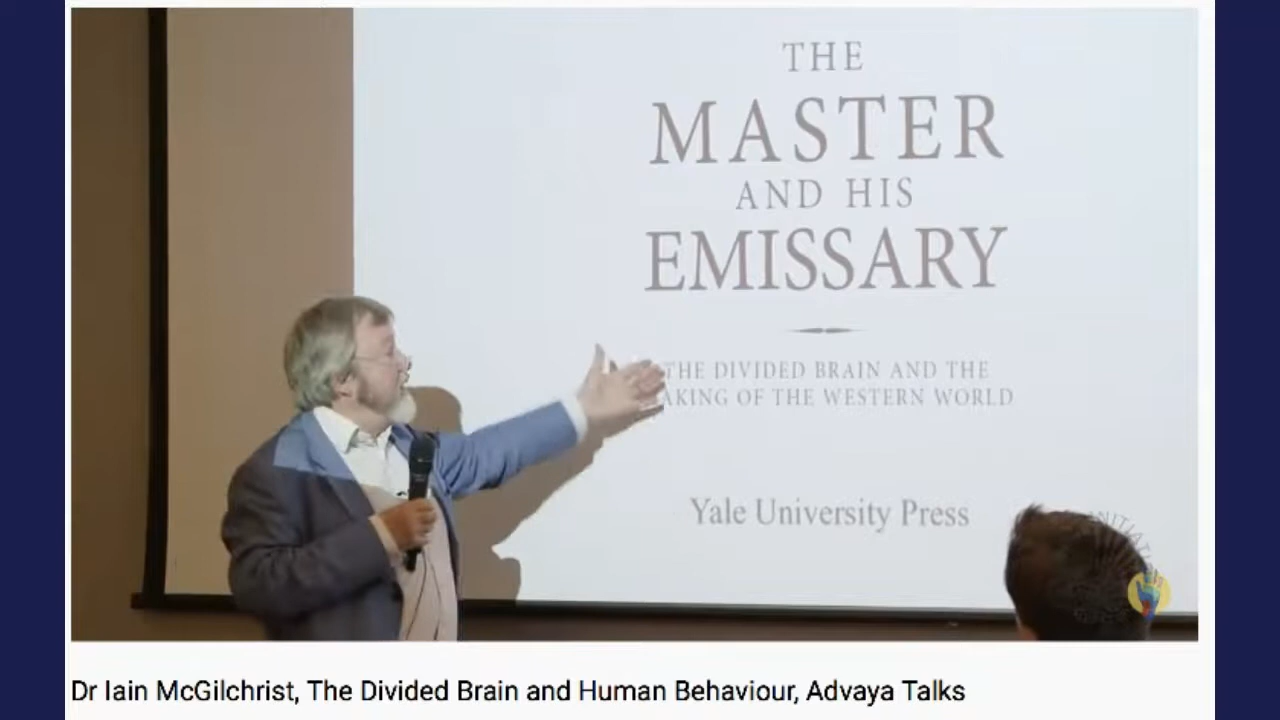 THE
MASTER
AND HIS
EMISSARY
THE DIVIDED BRAIN AND THE
AKING OF THE WESTERN WORLD
Yale University Press
Dr Iain McGilchrist, The Divided Brain and Human Behaviour, Advaya Talks